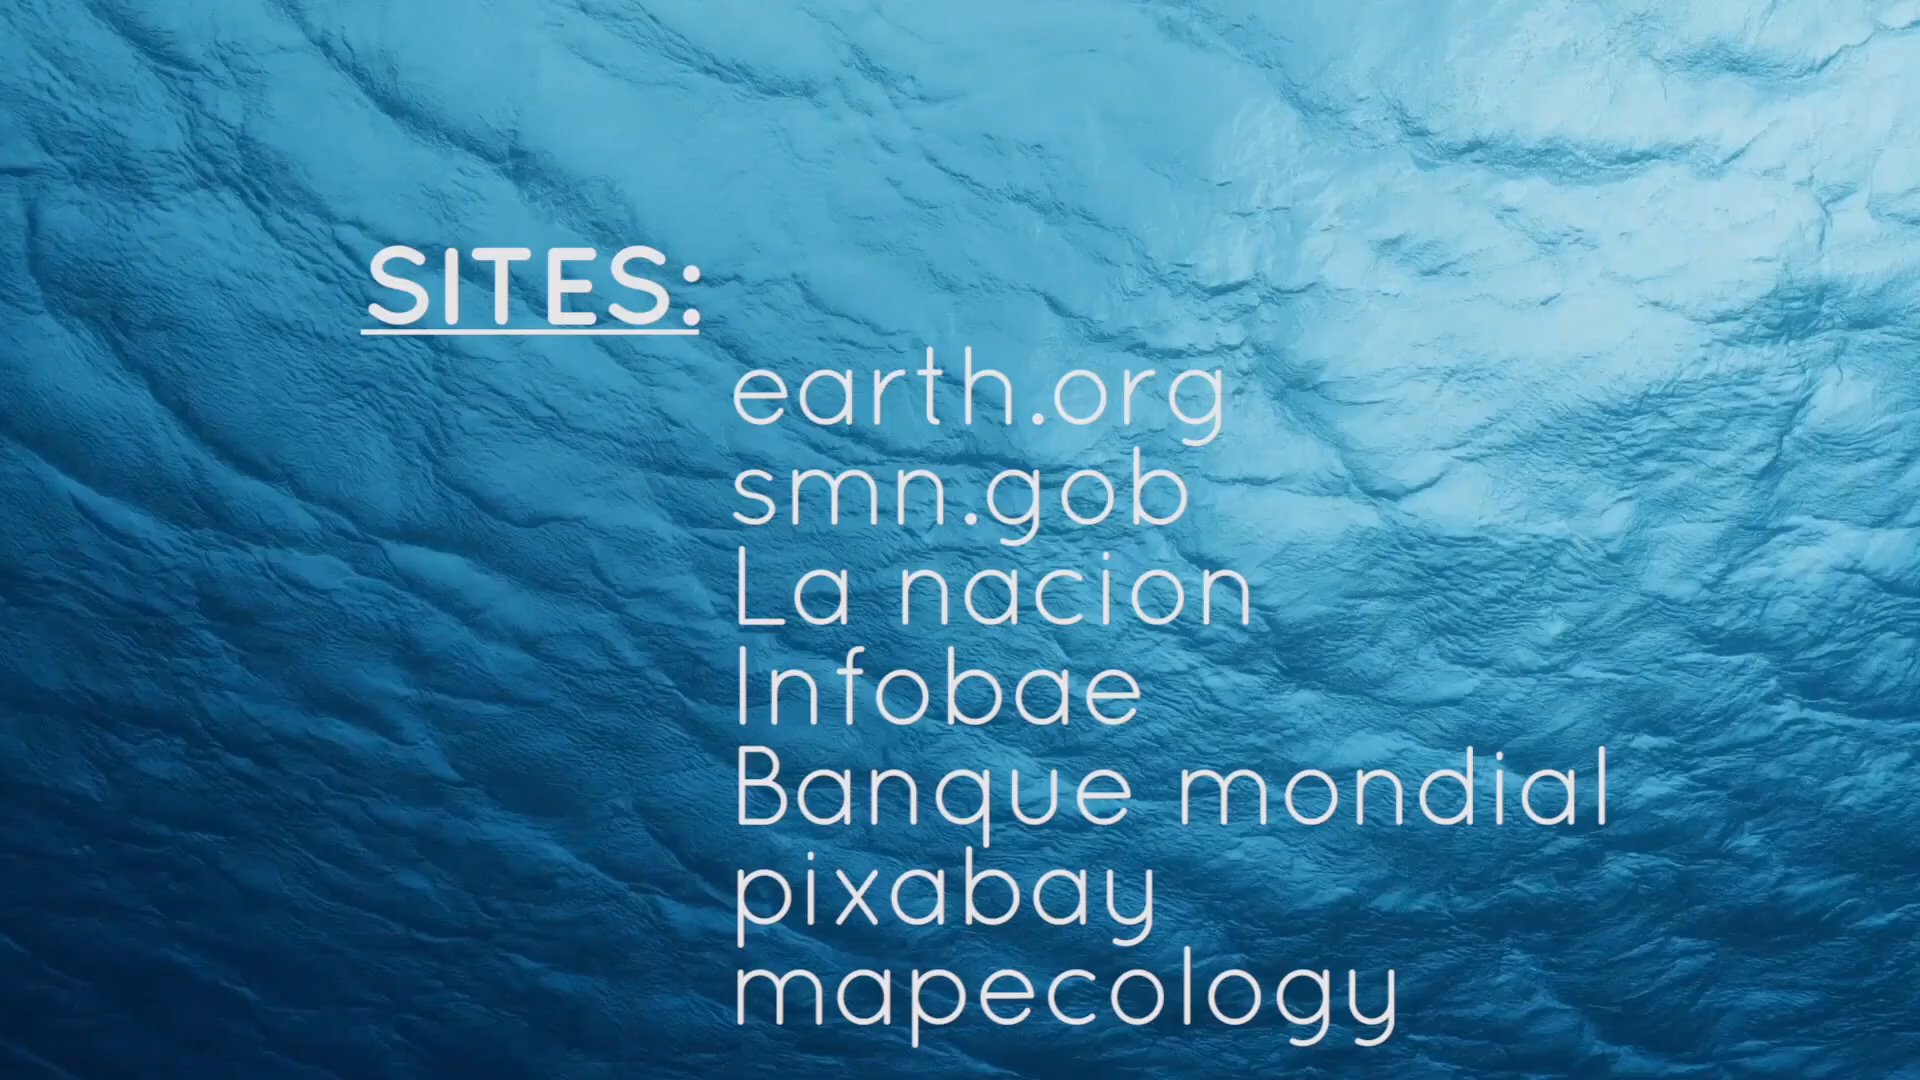 SITES:
earth.org
smn.gob
La nacion
Infobae
Banque mondial
pixabay
mapecology